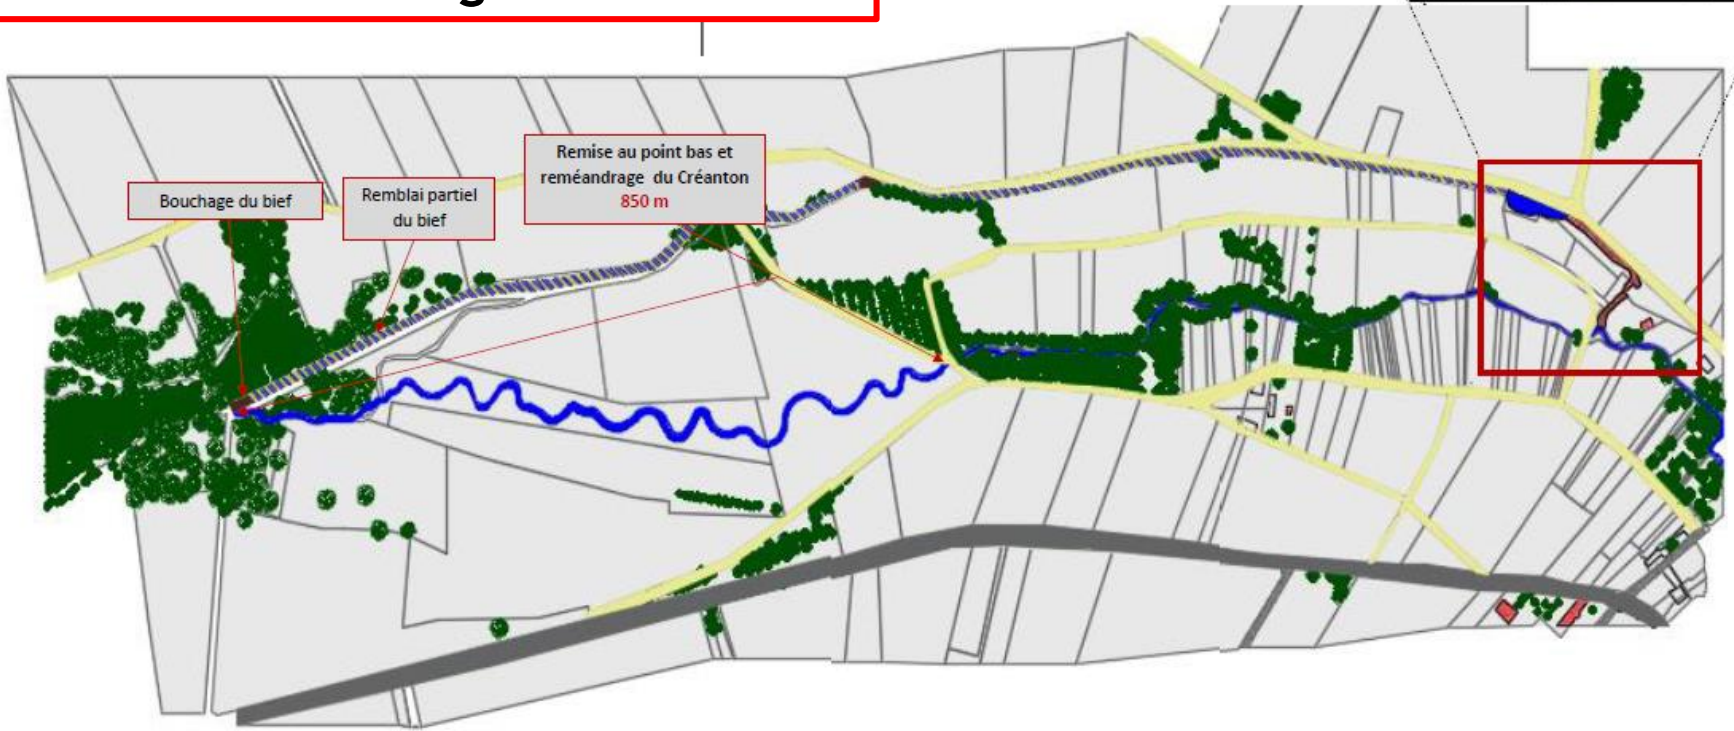 Bouchage du bief
Remblai partiel
du bief
Remise au point bas et
reméandrage du Créanton
850 m